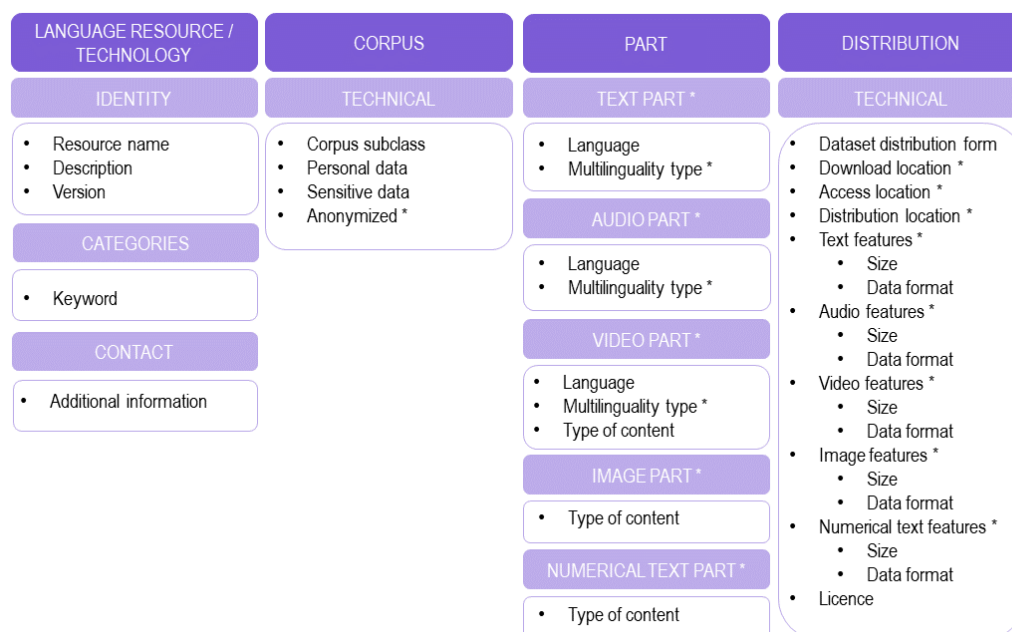 LANGUAGE RESOURCE /
TECHNOLOGY
IDENTITY
• Resource name
• Description
• Version
CATEGORIES
• Keyword
CONTACT
• Additional information
CORPUS
TECHNICAL
• Corpus subclass
• Personal data
• Sensitive data
• Anonymized *
PART
TEXT PART *
• Language
• Multilinguality type *
AUDIO PART *
• Language
• Multilinguality type *
VIDEO PART *
• Language
• Multilinguality type *
• Type of content
IMAGE PART *
• Type of content
NUMERICAL TEXT PART *
• Type of content
DISTRIBUTION
TECHNICAL
• Dataset distribution form
• Download location *
• Access location *
• Distribution location *
• Text features *
• Size
• Data format
• Audio features *
• Size
• Data format
• Video features *
• Size
• Data format
• Image features *
• Size
• Data format
• Numerical text features *
• Size
• Data format
• Licence